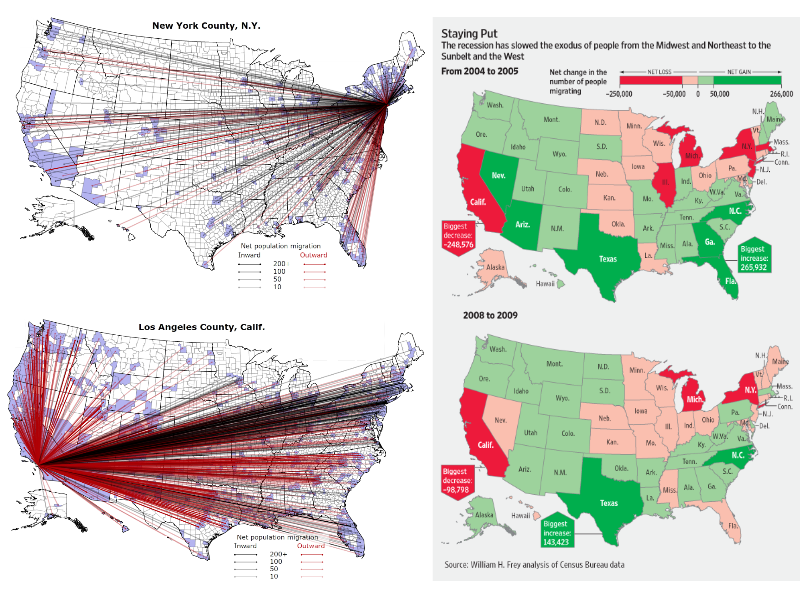 New York County, N.Y.
Net population migration
Inward Outward
200
100
50
10
Los Angeles County, Calif.
Net population migration
Inward Outward
200+
100
50
10
Staying Put
The recession has slowed the exodus of people from the Midwest and Northeast to the
Sunbelt and the West
From 2004 to 2005
Net change in the
number of people
migrating
NET LOSS NET GAIN
–250,000 –50,000 0 50,000 266,000
Wash.
Mont.
N.D.
Minn.
N.H.
Maine
Vt.
Ore.
Idaho
Wyo.
S.D.
Wis.
Mich.
N.Y.
Mass.
R.I.
Conn.
N.J.
Del.
Md.
Pa.
Ohio
Ind.
Ill.
Iowa
Neb.
Nev.
Utah
Colo.
Kan.
Mo.
Ky.
W.Va.
Va.
Calif.
Ariz.
N.M.
Okla.
Ark.
Tenn.
N.C.
S.C.
Texas
La.
Miss.
Ala.
Ga.
Fla.
Alaska
Hawaii
Biggest
decrease:
–248,576
Biggest
increase:
265,932
2008 to 2009
Wash.
Mont.
N.D.
Minn.
N.H.
Maine
Vt.
Ore.
Idaho
Wyo.
S.D.
Wis.
Mich.
N.Y.
Mass.
R.I.
Conn.
N.J.
Del.
Md.
Pa.
Ohio
Ind.
Ill.
Iowa
Neb.
Nev.
Utah
Colo.
Kan.
Mo.
Ky.
W.Va.
Va.
Calif.
Ariz.
N.M.
Okla.
Ark.
Tenn.
N.C.
S.C.
Texas
La.
Miss.
Ala.
Ga.
Fla.
Alaska
Hawaii
Biggest
decrease:
–98,798
Biggest
increase:
143,423
Source: William H. Frey analysis of Census Bureau data